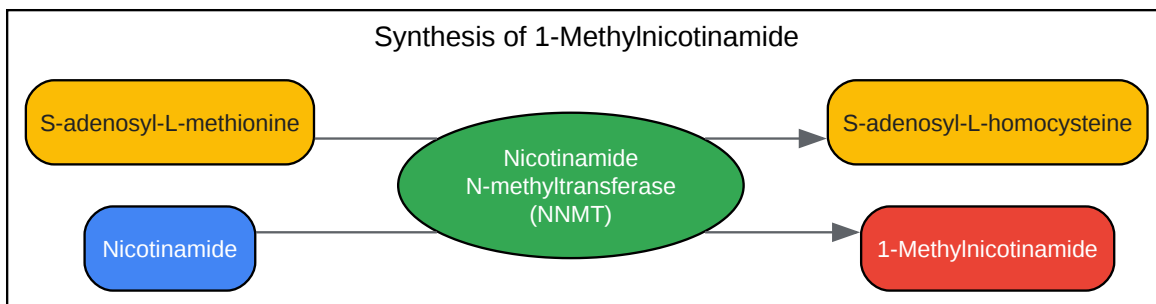 Synthesis of 1-Methylnicotinamide
S-adenosyl-L-methionine
S-adenosyl-L-homocysteine
Nicotinamide
N-methyltransferase
(NNMT)
Nicotinamide
1-Methylnicotinamide